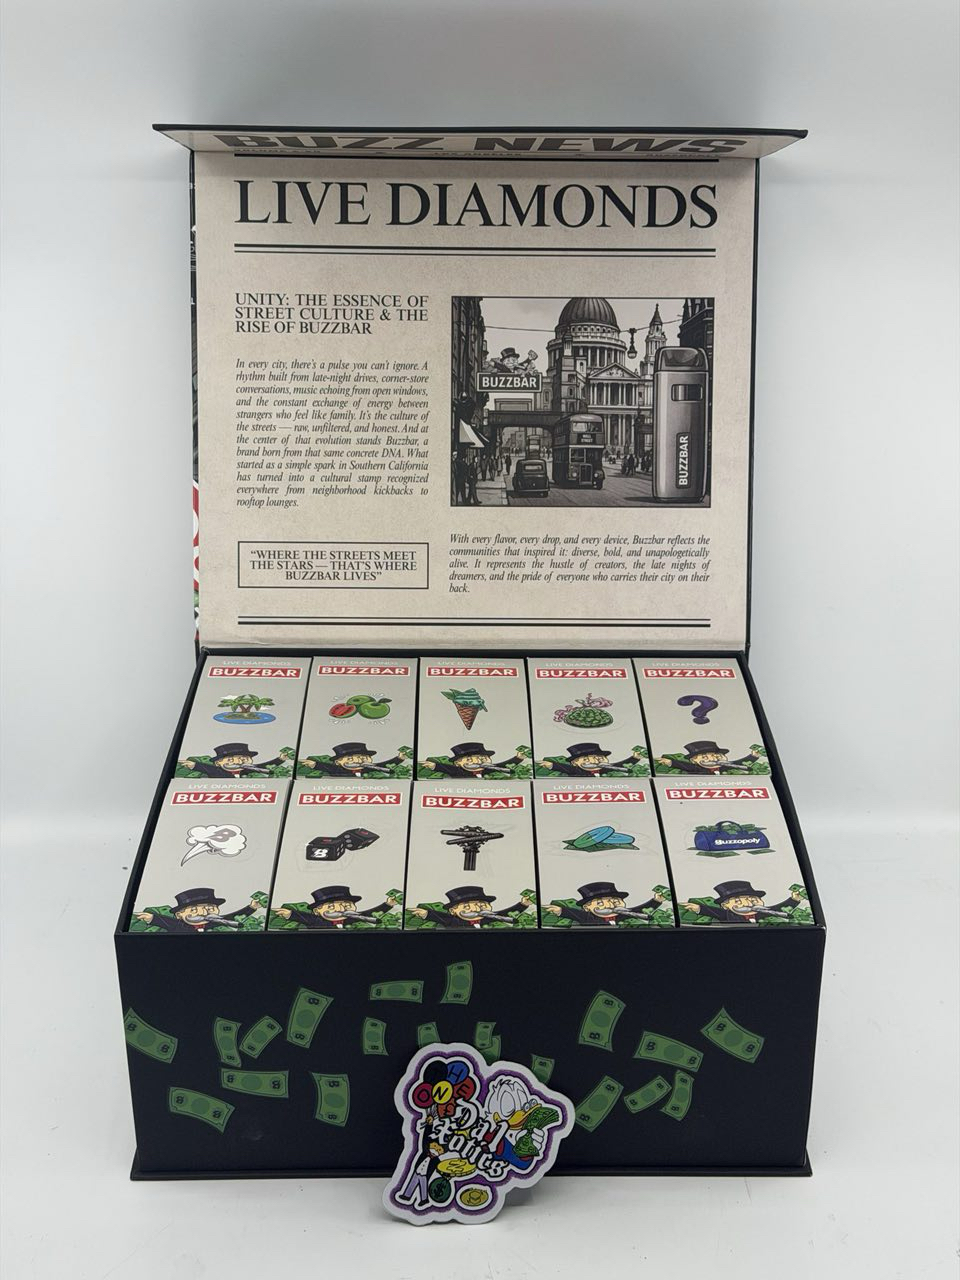 BUZZ NEWS
LOS ANGELES
LIVE DIAMONDS
UNITY: THE ESSENCE OF
STREET CULTURE & THE
RISE OF BUZZBAR
In every city, there's a pulse you can't ignore. A
rhythm built from late-night drives, corner-store
conversations, music echoing from open windows,
and the constant exchange of energy between
strangers who feel like family. It's the culture of
the streets — raw, unfiltered, and honest. And at
the center of that evolution stands Buzzbar, a
brand born from that same concrete DNA. What
started as a simple spark in Southern California
has turned into a cultural stamp recognized
everywhere from neighborhood kickbacks to
rooftop lounges.
"WHERE THE STREETS MEET
THE STARS — THAT'S WHERE
BUZZBAR LIVES"
BUZZBAR
WALL
STREET
BUZZBAR
With every flavor, every drop, and every device, Buzzbar reflects the
communities that inspired it: diverse, bold, and unapologetically
alive. It represents the hustle of creators, the late nights of
dreamers, and the pride of everyone who carries their city on their
back.
LIVE DIAMONDS
BUZZBAR
LIVE DIAMONDS
BUZZBAR
LIVE DIAMONDS
BUZZBAR
LIVE DIAMONDS
BUZZBAR
LIVE DIAMONDS
BUZZBAR
LIVE DIAMONDS
BUZZBAR
B
LIVE DIAMONDS
BUZZBAR
B
LIVE DIAMONDS
BUZZBAR
LIVE DIAMONDS
BUZZBAR
LIVE DIAMONDS
BUZZBAR
Buzzopoly
THE
ONE
Dal
Exotics
$